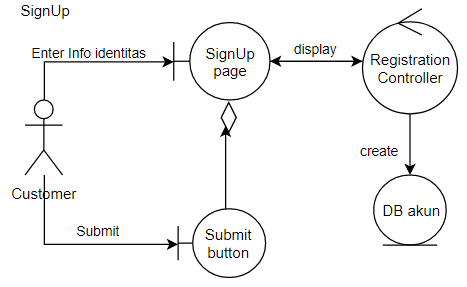 SignUp
Enter Info identitas
SignUp
page
display
Registration
Controller
Customer
create
DB akun
Submit
Submit
button